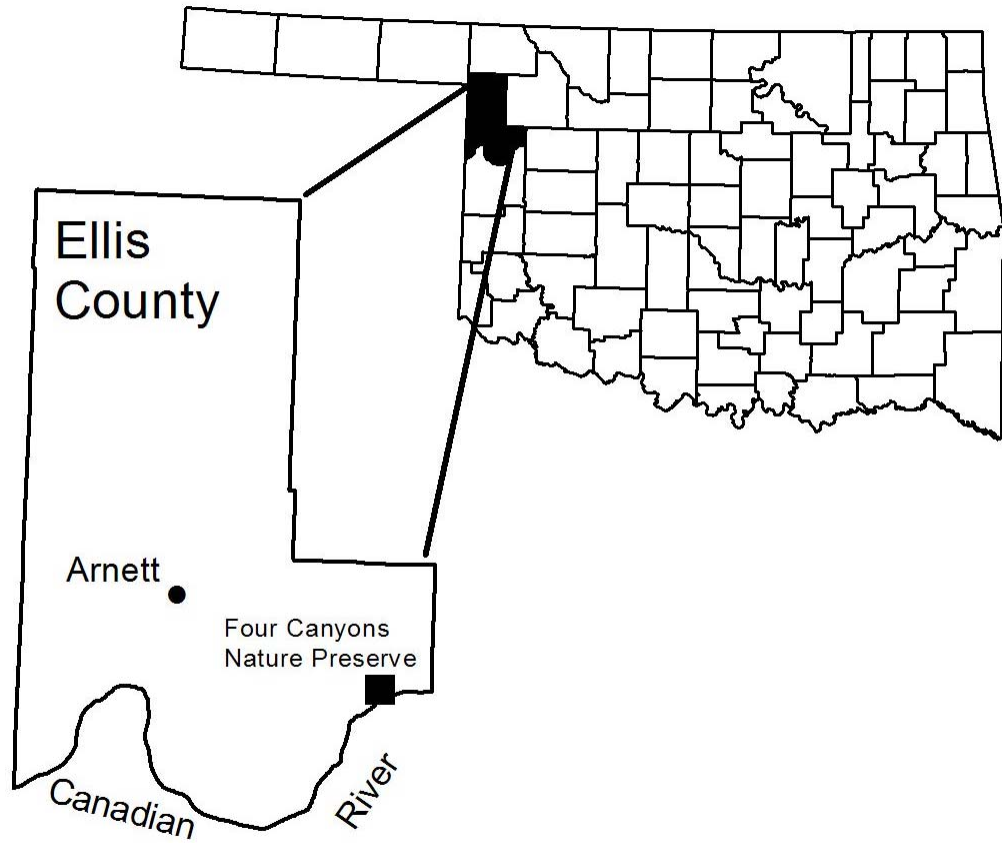 Ellis
County
Arnett
Four Canyons
Nature Preserve
Canadian
River